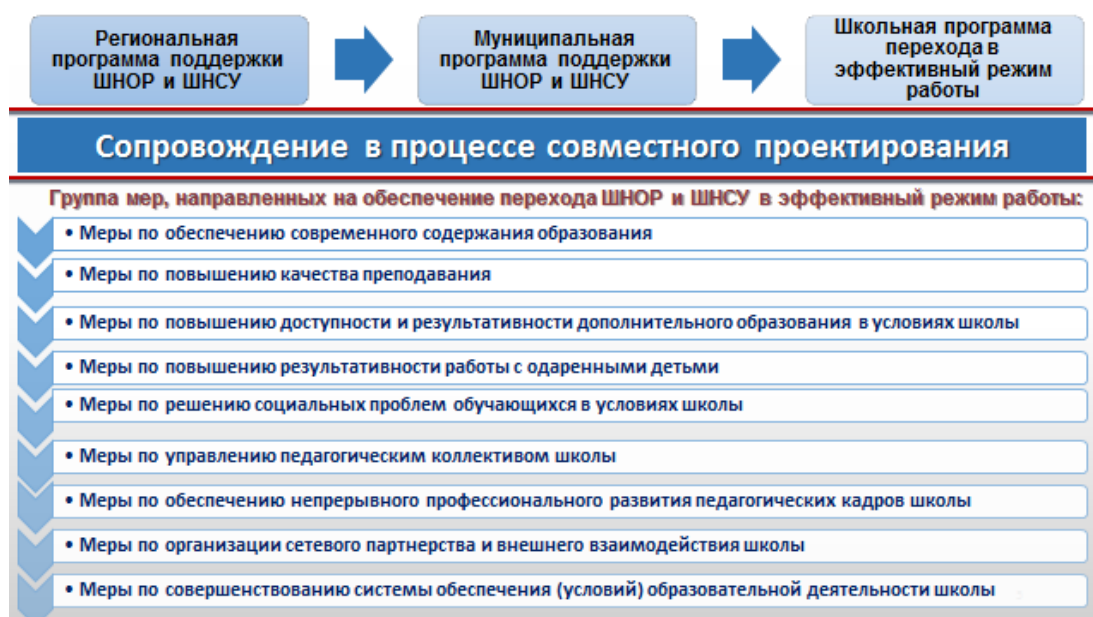 Региональная
программа поддержки
ШНОР и ШНСУ
Муниципальная
программа поддержки
ШНОР и ШНСУ
Школьная программа
перехода в
эффективный режим
работы
Сопровождение в процессе совместного проектирования
Группа мер, направленных на обеспечение перехода ШНОР и ШНСУ в эффективный режим работы:
• Меры по обеспечению современного содержания образования
• Меры по повышению качества преподавания
• Меры по повышению доступности и результативности дополнительного образования в условиях школы
• Меры по повышению результативности работы с одаренными детьми
• Меры по решению социальных проблем обучающихся в условиях школы
• Меры по управлению педагогическим коллективом школы
• Меры по обеспечению непрерывного профессионального развития педагогических кадров школы
• Меры по организации сетевого партнерства и внешнего взаимодействия школы
• Меры по совершенствованию системы обеспечения (условий) образовательной деятельности школы